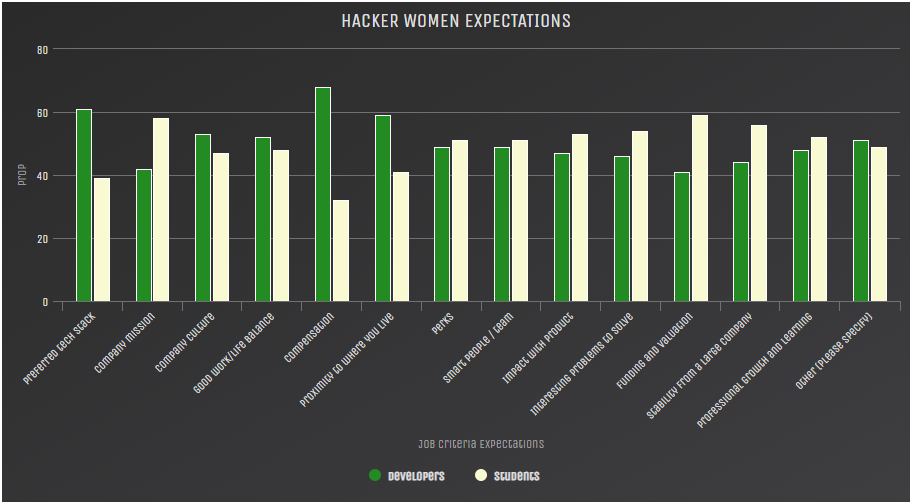 HACKER WOMEN EXPECTATIONS
80
60
40
20
0
prop
Preferred tech stack
Company mission
Company culture
Good work/life balance
Compensation
Proximity to where you live
Perks
Smart people / team
Impact with product
Interesting problems to solve
Funding and valuation
Stability from a large company
Professional growth and learning
Other (please specify)
Job Criteria Expectations
Developers
Students